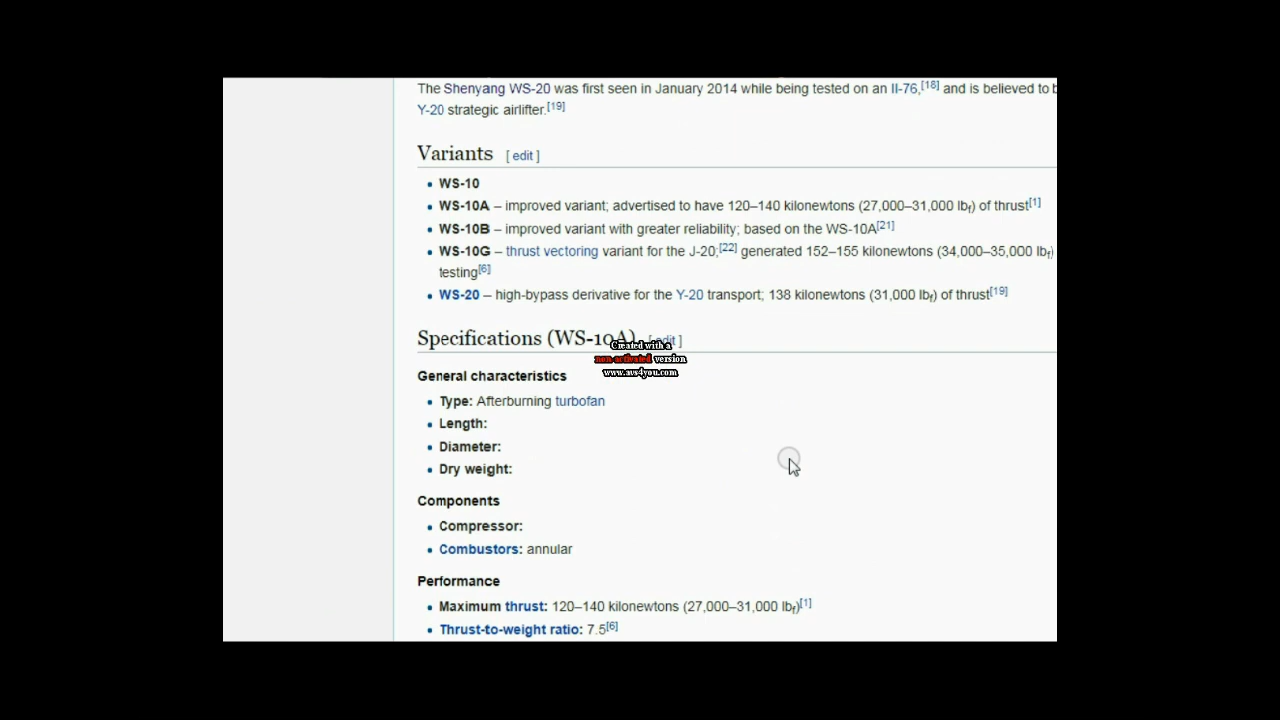 The Shenyang WS-20 was first seen in January 2014 while being tested on an Il-76,[18] and is believed to b
Y-20 strategic airlifter.[19]
Variants [ edit ]
WS-10
WS-10A – improved variant; advertised to have 120–140 kilonewtons (27,000–31,000 lbf) of thrust[1]
WS-10B – improved variant with greater reliability; based on the WS-10A[21]
WS-10G – thrust vectoring variant for the J-20;[22] generated 152–155 kilonewtons (34,000–35,000 lbf)
testing[6]
WS-20 – high-bypass derivative for the Y-20 transport; 138 kilonewtons (31,000 lbf) of thrust[19]
Specifications (WS-10A) [ edit ]
Created with a
non-activated version
www.avs4you.com
General characteristics
Type: Afterburning turbofan
Length:
Diameter:
Dry weight:
Components
Compressor:
Combustors: annular
Performance
Maximum thrust: 120–140 kilonewtons (27,000–31,000 lbf)[1]
Thrust-to-weight ratio: 7.5[6]